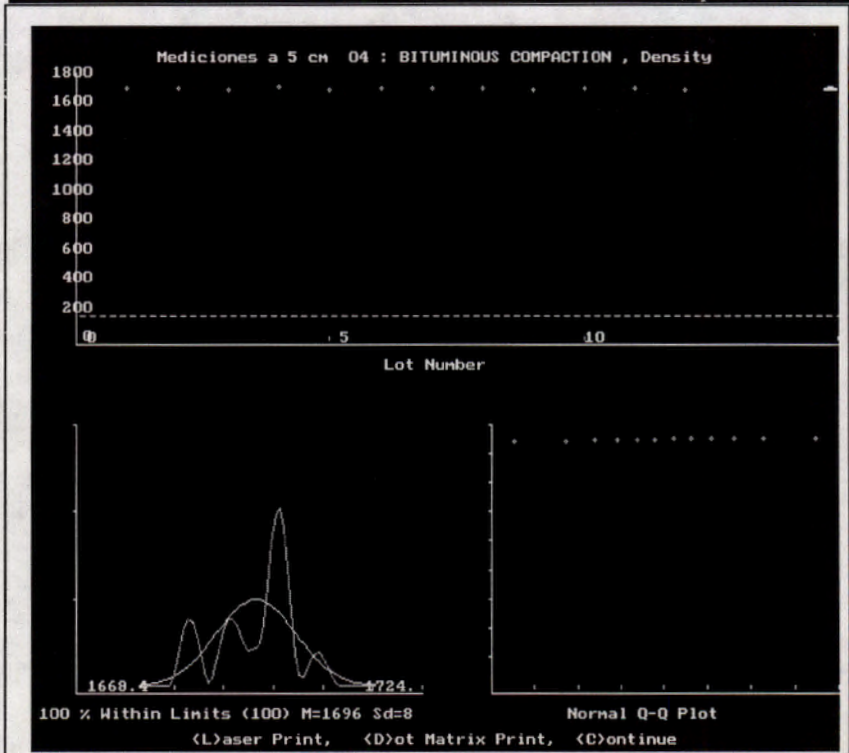 Mediciones a 5 cm 04 : BITUMINOUS COMPACTION , Density
1800
1600
1400
1200
1000
800
600
400
200
0 5 10
Lot Number
1668.4 1724.
100 % Within Limits (100) M=1696 Sd=8 Normal Q-Q Plot
(L)aser Print, (D)ot Matrix Print, (C)ontinue